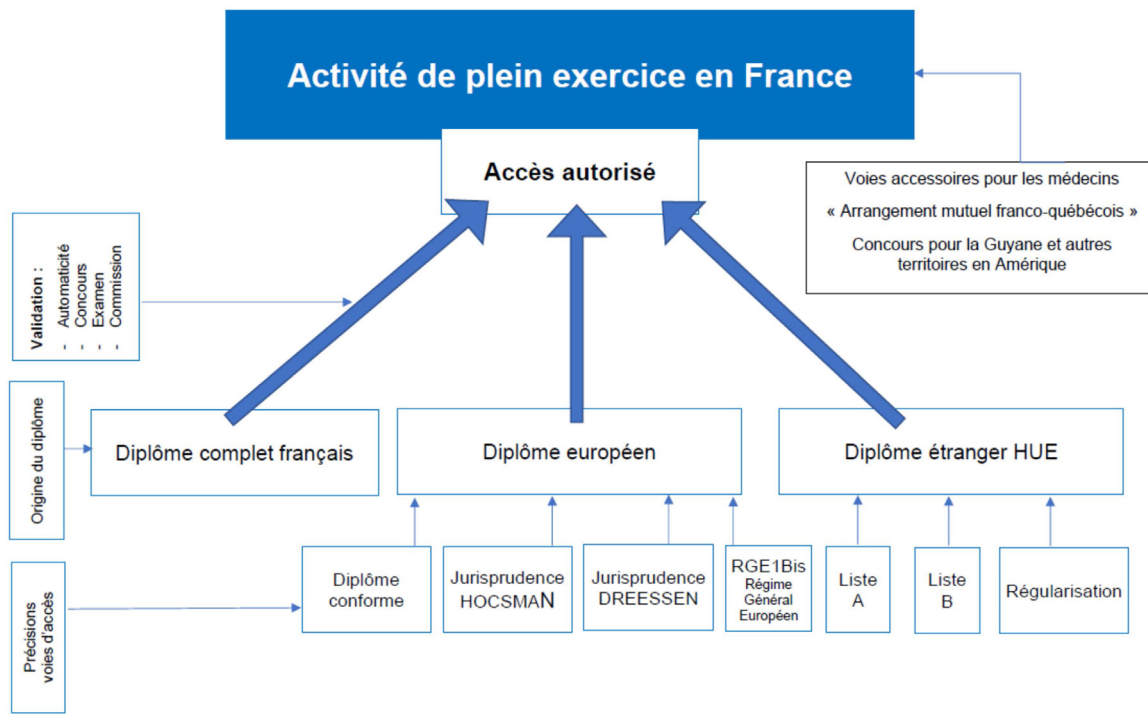 Activité de plein exercice en France
Accès autorisé
Voies accessoires pour les médecins
« Arrangement mutuel franco-québécois »
Concours pour la Guyane et autres
territoires en Amérique
Validation :
- Automaticité
- Concours
- Examen
- Commission
Origine du diplôme
Diplôme complet français
Diplôme européen
Diplôme étranger HUE
Précisions
voies d'accès
Diplôme
conforme
Jurisprudence
HOCSMAN
Jurisprudence
DREESSEN
RGE1Bis
Régime
Général
Européen
Liste
A
Liste
B
Régularisation